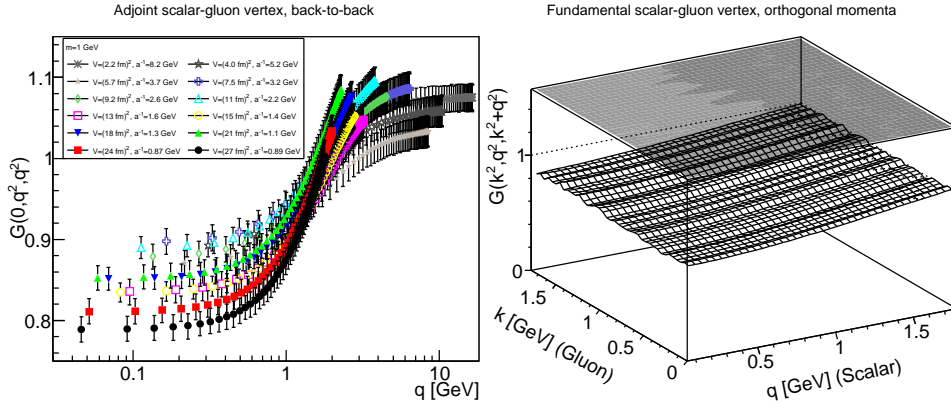 Adjoint scalar-gluon vertex, back-to-back
Fundamental scalar-gluon vertex, orthogonal momenta
m=1 GeV
V=(2.2 fm)², a⁻¹=8.2 GeV
V=(4.0 fm)², a⁻¹=5.2 GeV
V=(5.7 fm)², a⁻¹=3.7 GeV
V=(7.5 fm)², a⁻¹=3.2 GeV
V=(9.2 fm)², a⁻¹=2.6 GeV
V=(11 fm)², a⁻¹=2.2 GeV
V=(13 fm)², a⁻¹=1.6 GeV
V=(15 fm)², a⁻¹=1.4 GeV
V=(18 fm)², a⁻¹=1.3 GeV
V=(21 fm)², a⁻¹=1.1 GeV
V=(24 fm)², a⁻¹=0.87 GeV
V=(27 fm)², a⁻¹=0.89 GeV
G(0,q²,q²)
1.1
1
0.9
0.8
0.1
1
10
q [GeV]
G((k²,q²,k²+q²)
1
0
1.5
1
0.5
0
k [GeV] (Gluon)
0
0.5
1
1.5
q [GeV] (Scalar)